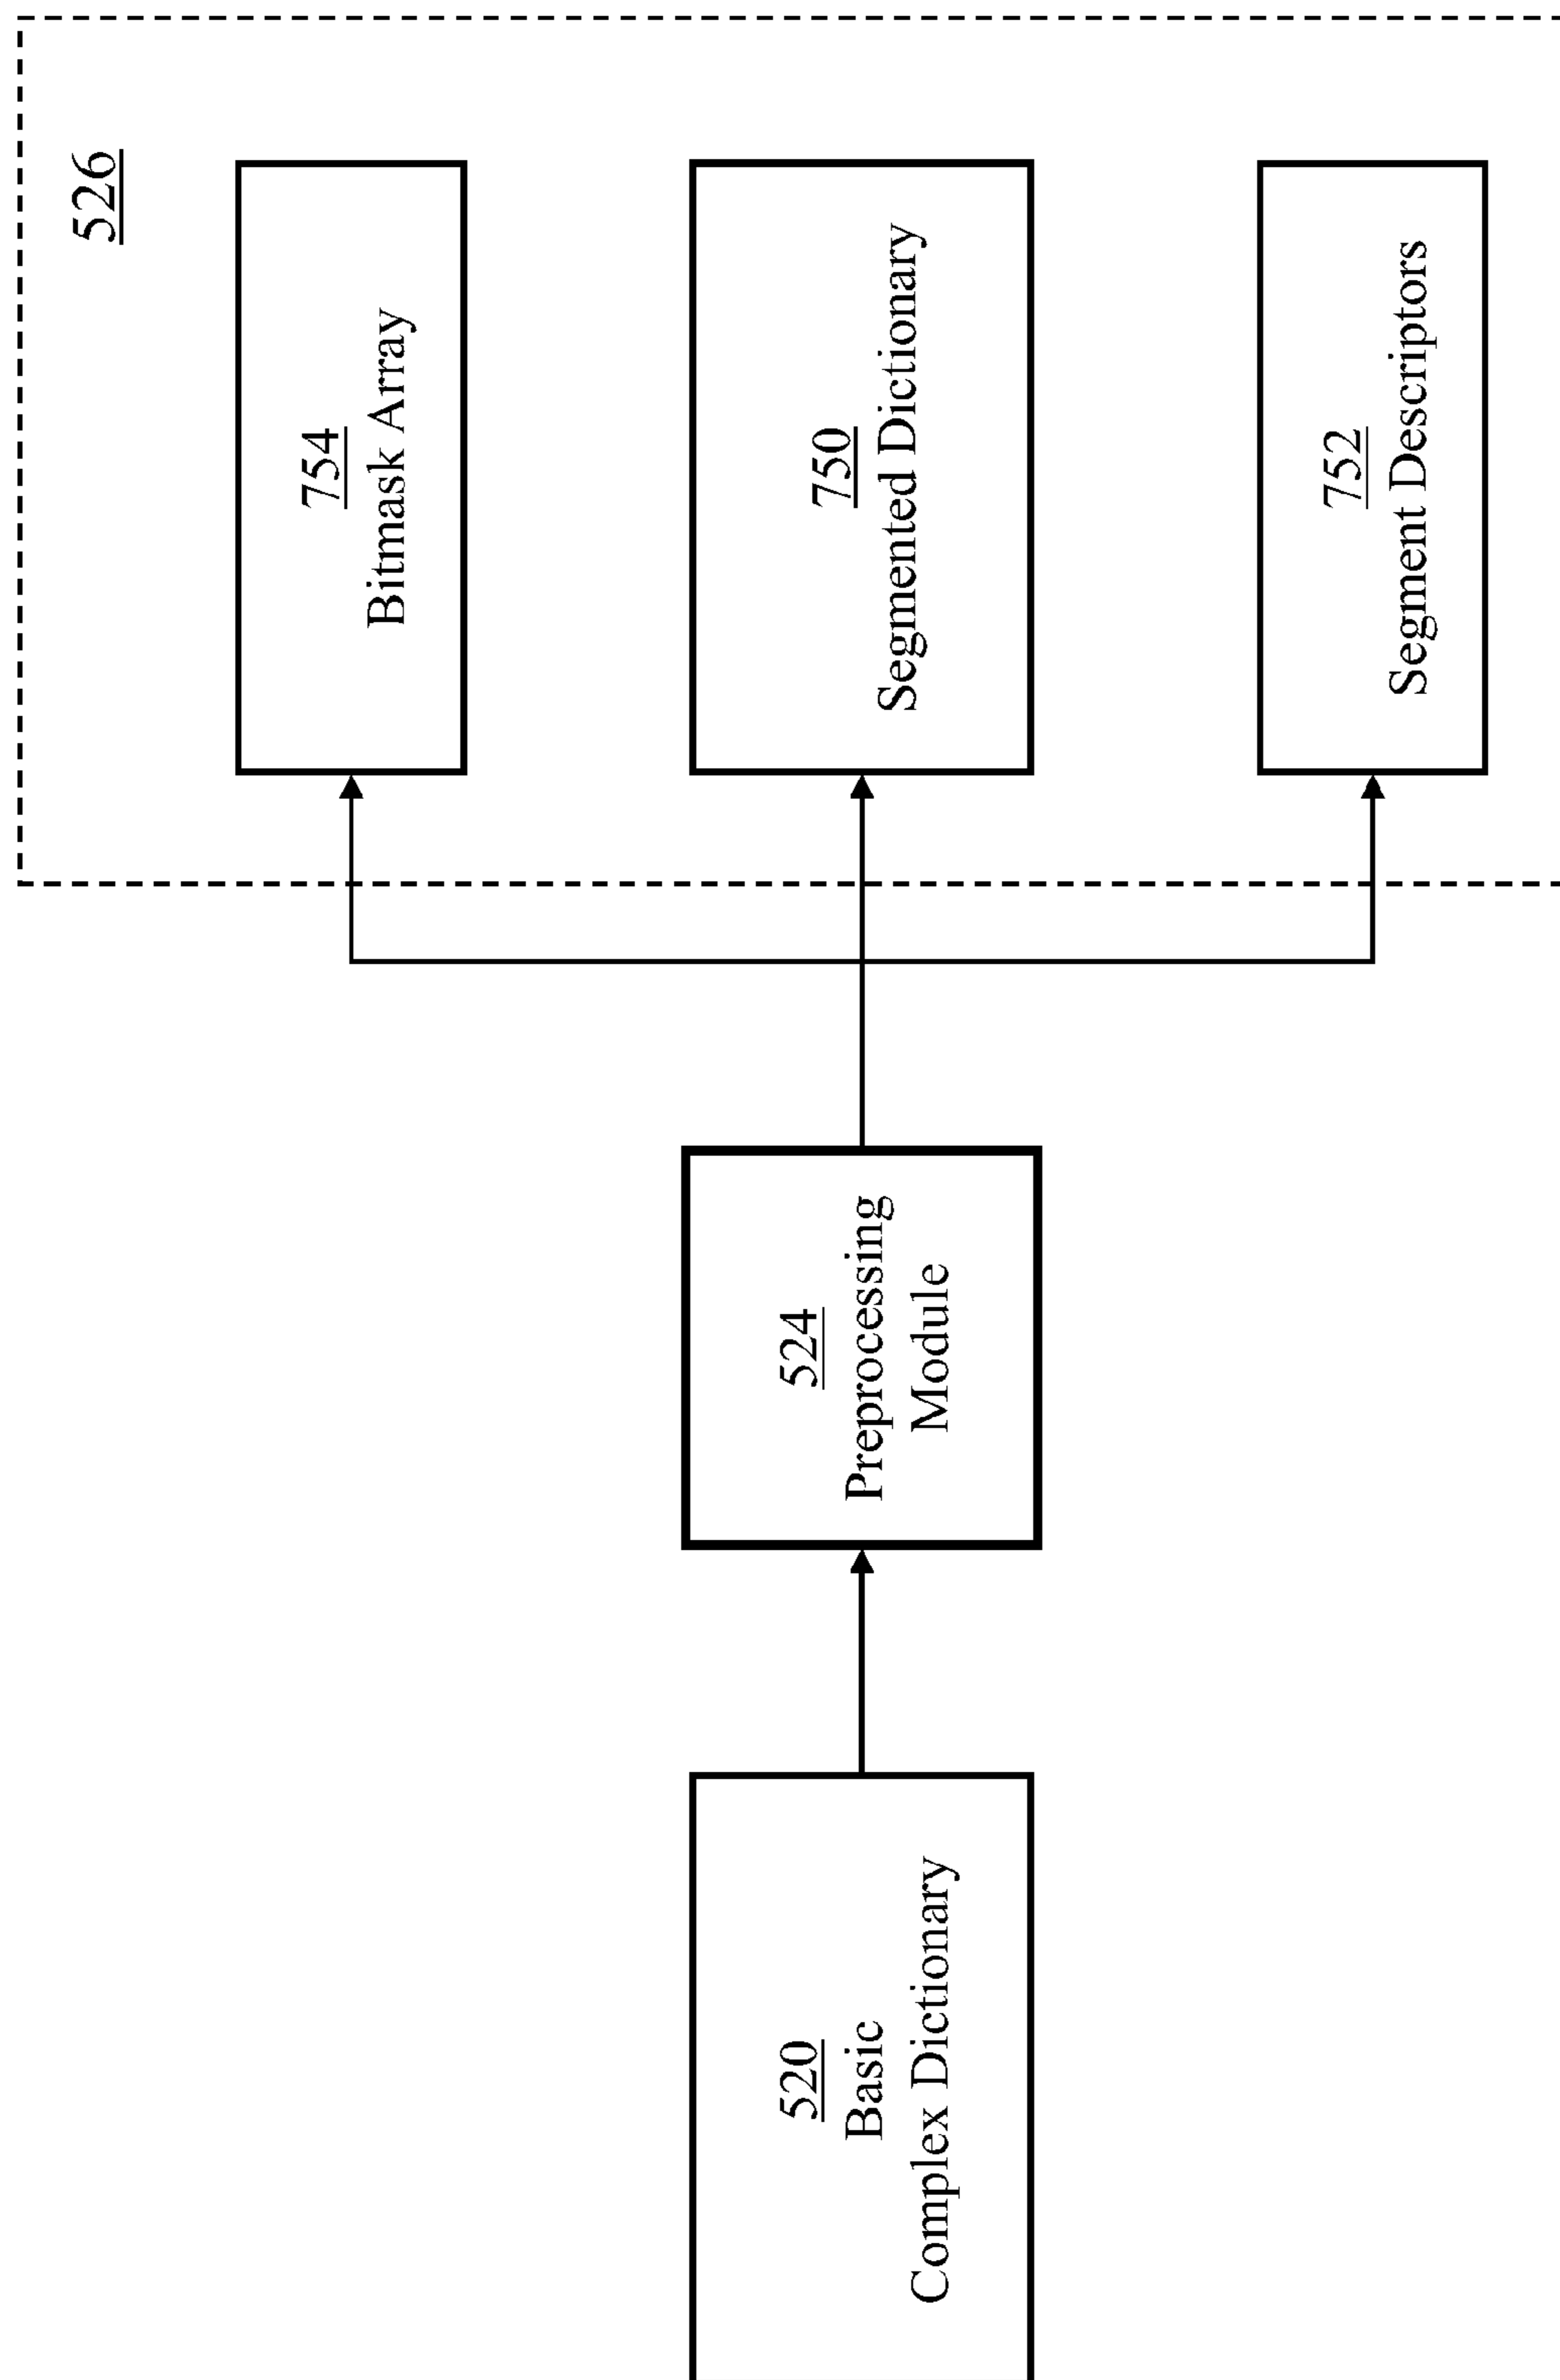 526
754
Bitmask Array
750
Segmented Dictionary
752
Segment Descriptors
524
Preprocessing
Module
520
Basic
Complex Dictionary